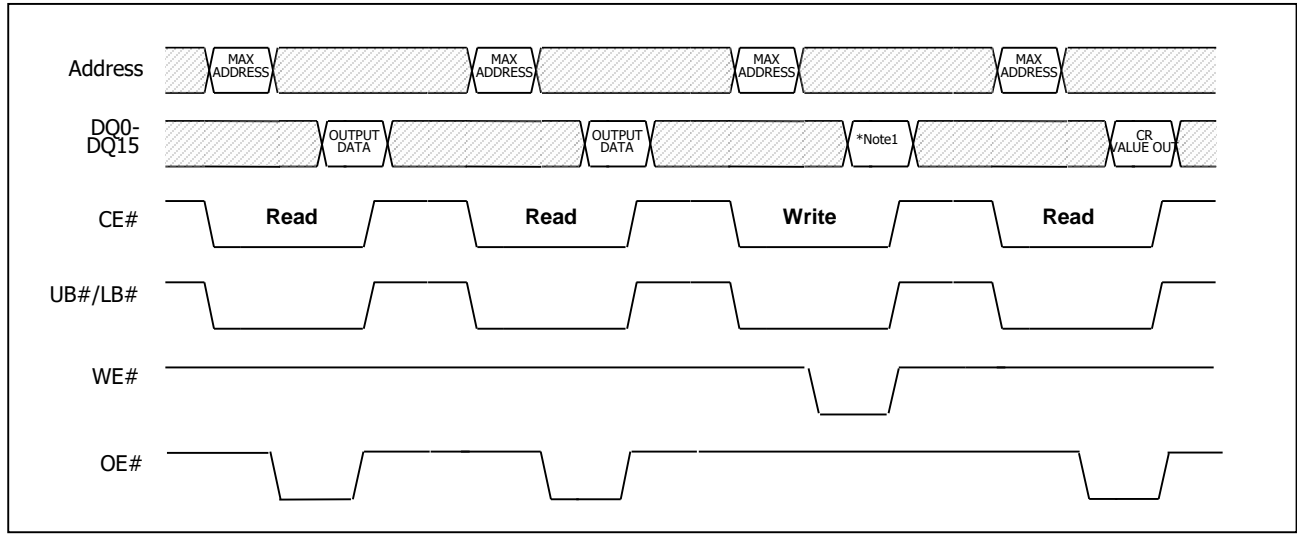 Address
MAX
ADDRESS
MAX
ADDRESS
MAX
ADDRESS
MAX
ADDRESS
DQ0-
DQ15
OUTPUT
DATA
OUTPUT
DATA
*Note1
CR
VALUE OUT
CE#
Read
Read
Write
Read
UB#/LB#
WE#
OE#